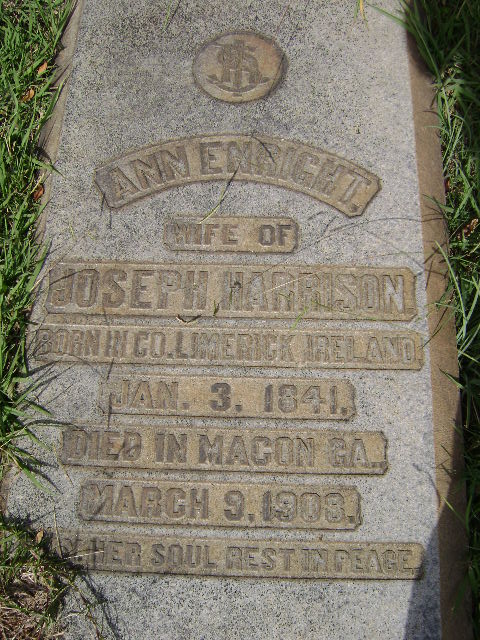 IHS
ANN ENRIGHT.
WIFE OF
JOSEPH HARRISON
BORN IN CO. LIMERICK IRELAND
JAN. 3, 1841.
DIED IN MACON GA.
MARCH 9, 1908.
HER SOUL REST IN PEACE